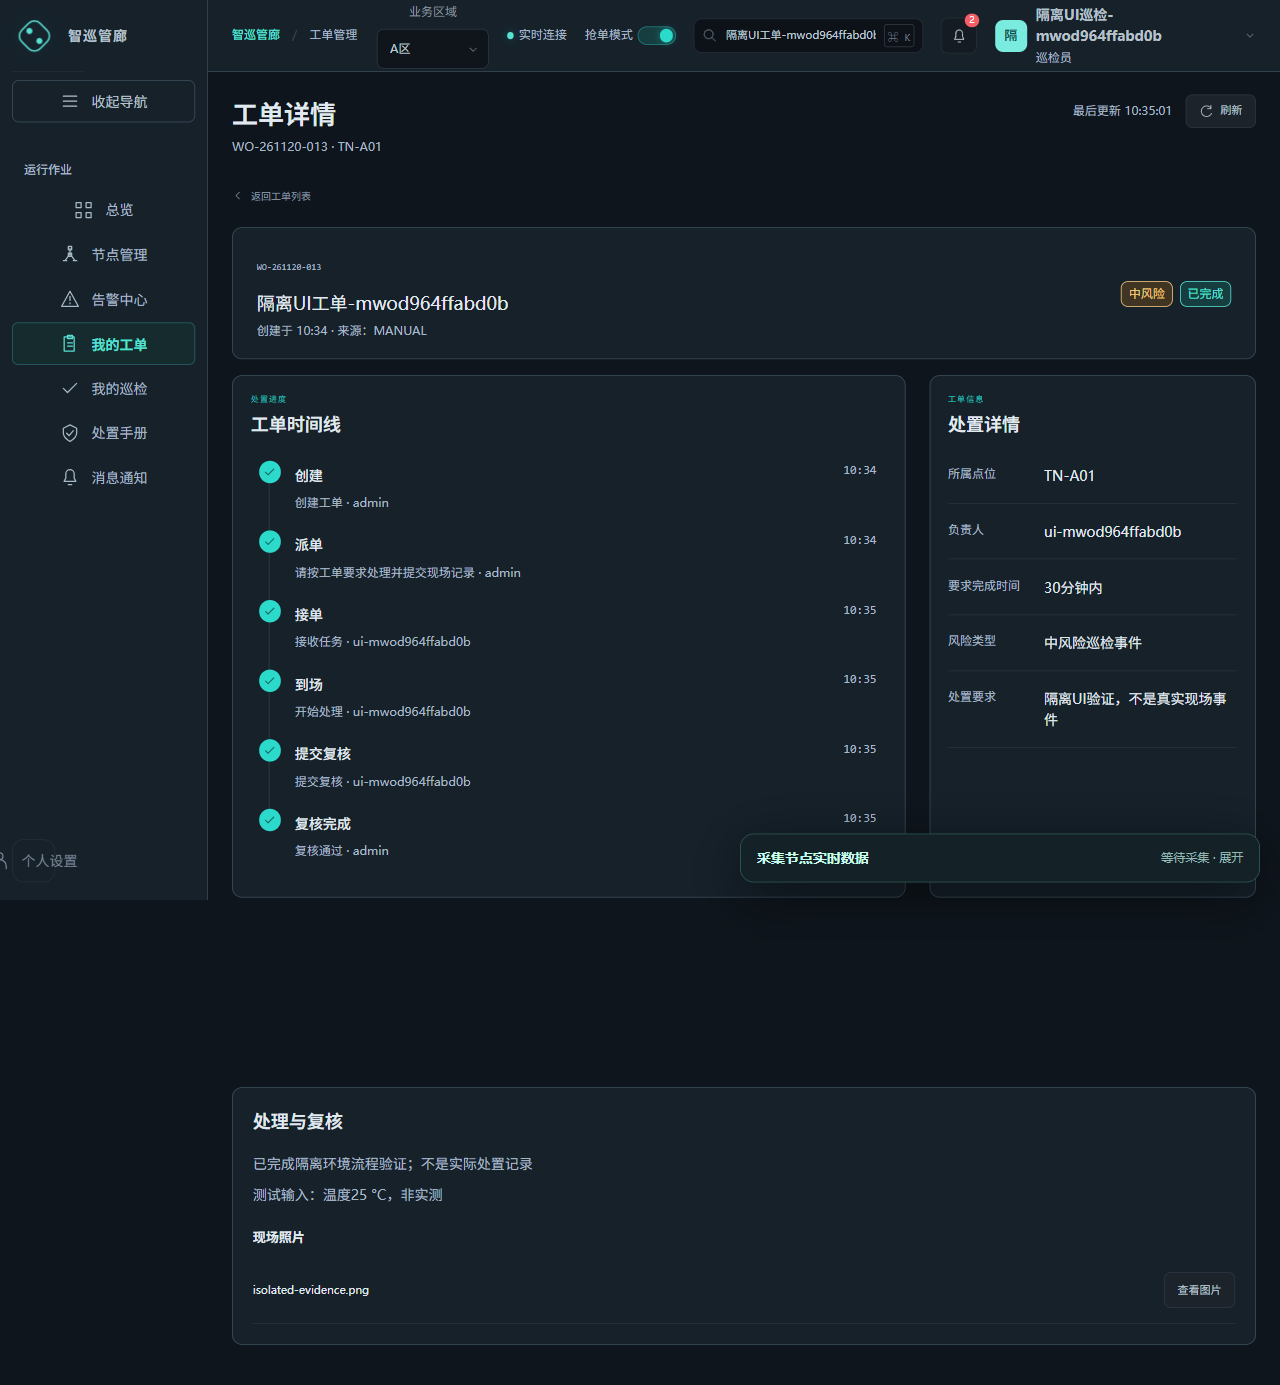 智巡管廊
收起导航
运行作业
总览
节点管理
告警中心
我的工单
我的巡检
处置手册
消息通知
个人设置
智巡管廊 / 工单管理
业务区域
A区
实时连接
抢单模式
隔离UI工单-mwod964ffabd0b
⌘ K
2
隔
隔离UI巡检-
mwod964ffabd0b
巡检员
工单详情
WO-261120-013 · TN-A01
最后更新 10:35:01
刷新
返回工单列表
WO-261120-013
隔离UI工单-mwod964ffabd0b
创建于 10:34 · 来源：MANUAL
中风险
已完成
处置进度
工单时间线
创建
10:34
创建工单 · admin
派单
10:34
请按工单要求处理并提交现场记录 · admin
接单
10:35
接收任务 · ui-mwod964ffabd0b
到场
10:35
开始处理 · ui-mwod964ffabd0b
提交复核
10:35
提交复核 · ui-mwod964ffabd0b
复核完成
10:35
复核通过 · admin
工单信息
处置详情
所属点位
TN-A01
负责人
ui-mwod964ffabd0b
要求完成时间
30分钟内
风险类型
中风险巡检事件
处置要求
隔离UI验证，不是真实现场事
件
采集节点实时数据
等待采集 · 展开
处理与复核
已完成隔离环境流程验证；不是实际处置记录
测试输入：温度25 °C，非实测
现场照片
isolated-evidence.png
查看图片